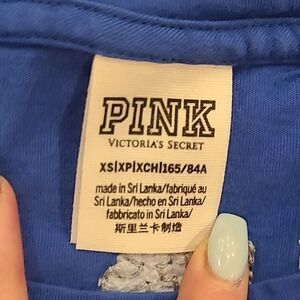 PINK
VICTORIA'S SECRET
XS|XP|XCH|165/84A
made in Sri Lanka/fabriqué au
Sri Lanka/hecho en Sri Lanka/
fabbricato in Sri Lanka/
斯里兰卡制造